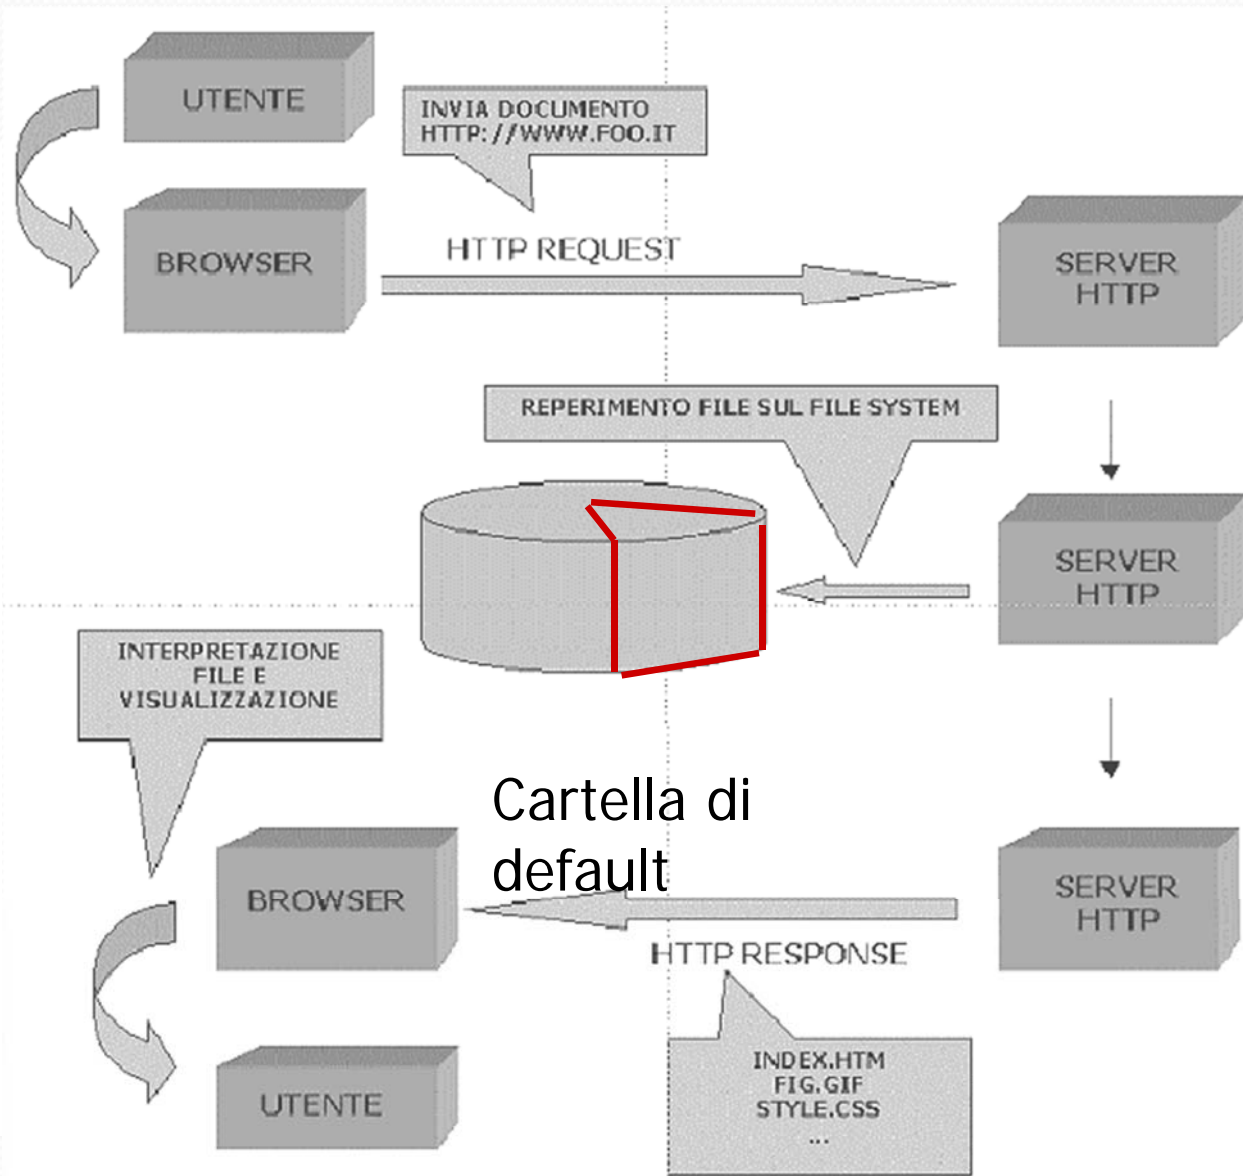 UTENTE
INVIA DOCUMENTO
HTTP://WWW.FOO.IT
BROWSER
HTTP REQUEST
SERVER
HTTP
REPERIMENTO FILE SUL FILE SYSTEM
SERVER
HTTP
INTERPRETAZIONE
FILE E
VISUALIZZAZIONE
Cartella di
default
BROWSER
SERVER
HTTP
HTTP RESPONSE
INDEX.HTM
FIG.GIF
STYLE.CSS
...
UTENTE